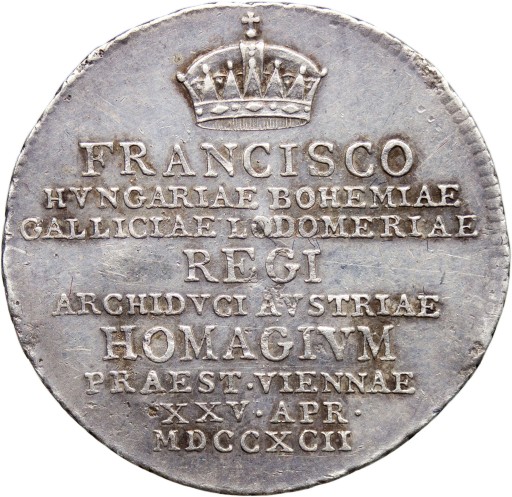 FRANCISCO
HVNGARIAE BOHEMIAE
GALLICIAE LODOMERIAE
REGI
ARCHIDVCI AVSTRIAE
HOMAGIVM
PRAEST·VIENNAE
·XXV·APR·
MDCCXCII